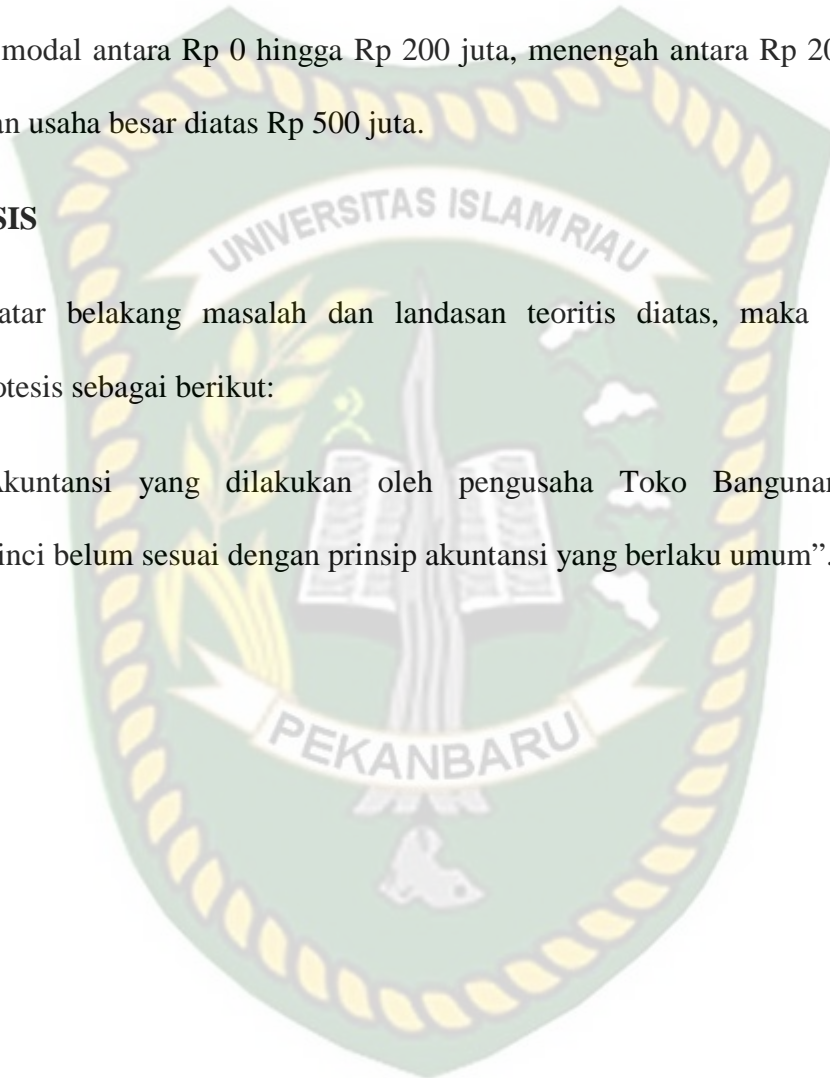 modal antara Rp 0 hingga Rp 200 juta, menengah antara Rp 20
an usaha besar diatas Rp 500 juta.
SIS
UNIVERSITAS ISLAM RIAU
atar belakang masalah dan landasan teoritis diatas, maka
otesis sebagai berikut:
Akuntansi yang dilakukan oleh pengusaha Toko Bangunan
inci belum sesuai dengan prinsip akuntansi yang berlaku umum”.
PEKANBARU